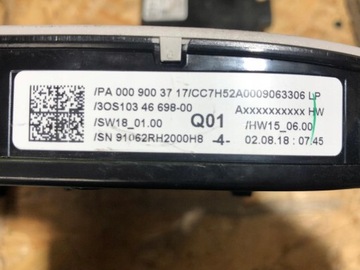 /PA 000 900 37 17/CC7H52A0009063306 LP
/3OS103 46 698-00 Axxxxxxxxxx HW
/SW18_01.00 Q01 /HW15_06.00
/SN 91062RH2000H8 -4- 02.08.18 : 07:45